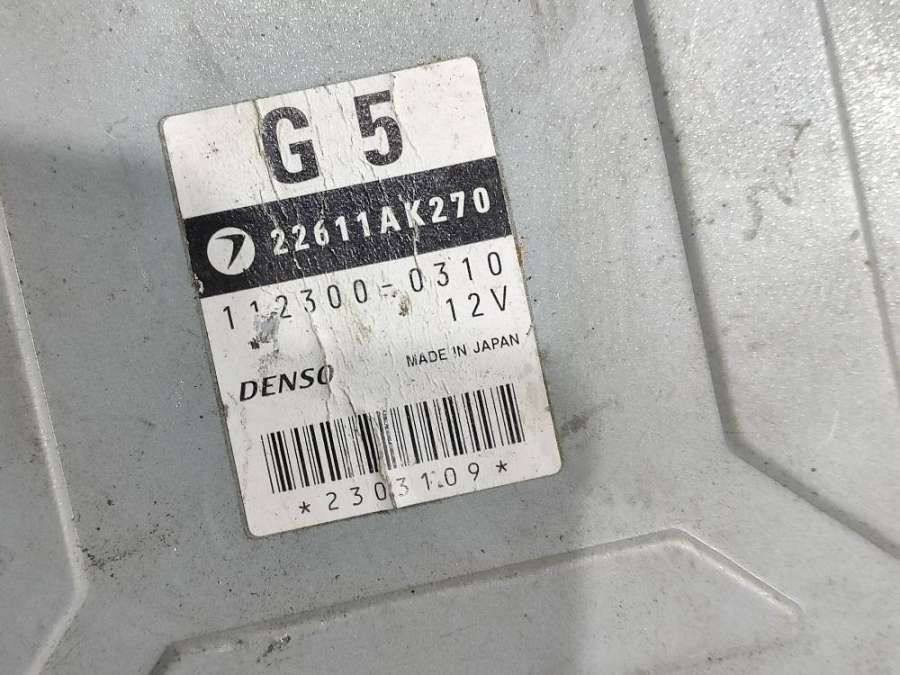 G 5
22611AK270
112300-0310
12V
MADE IN JAPAN
DENSO
*2303109*